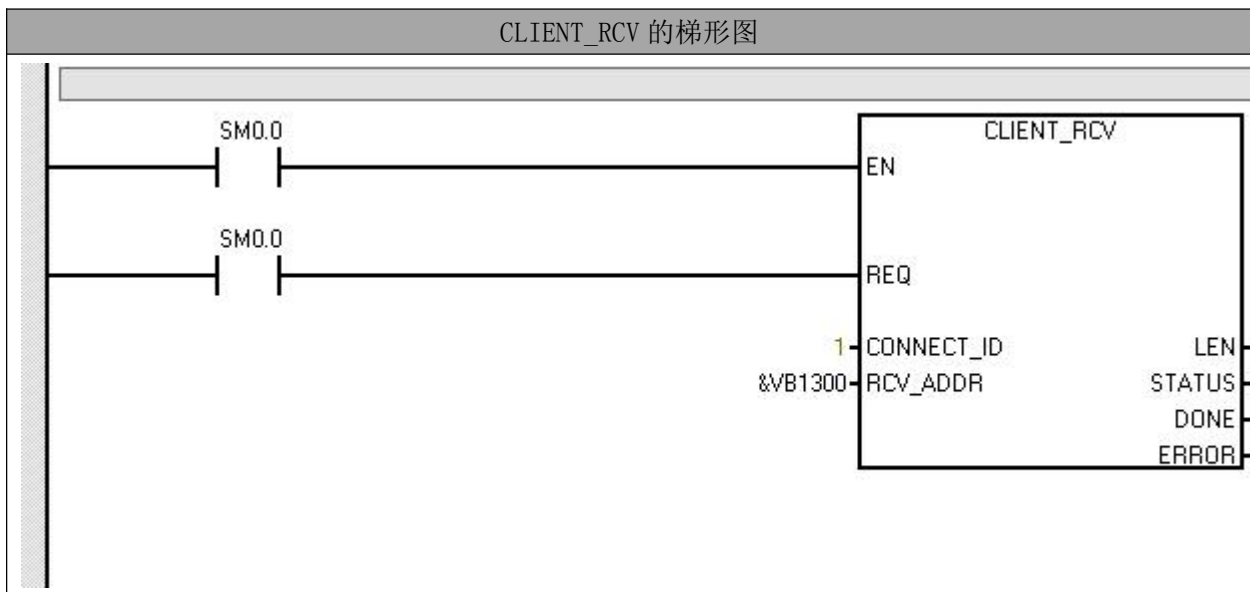 CLIENT_RCV 的梯形图
SM0.0
CLIENT_RCV
EN
SM0.0
REQ
1 CONNECT_ID LEN
&VB1300 RCV_ADDR STATUS
DONE
ERROR